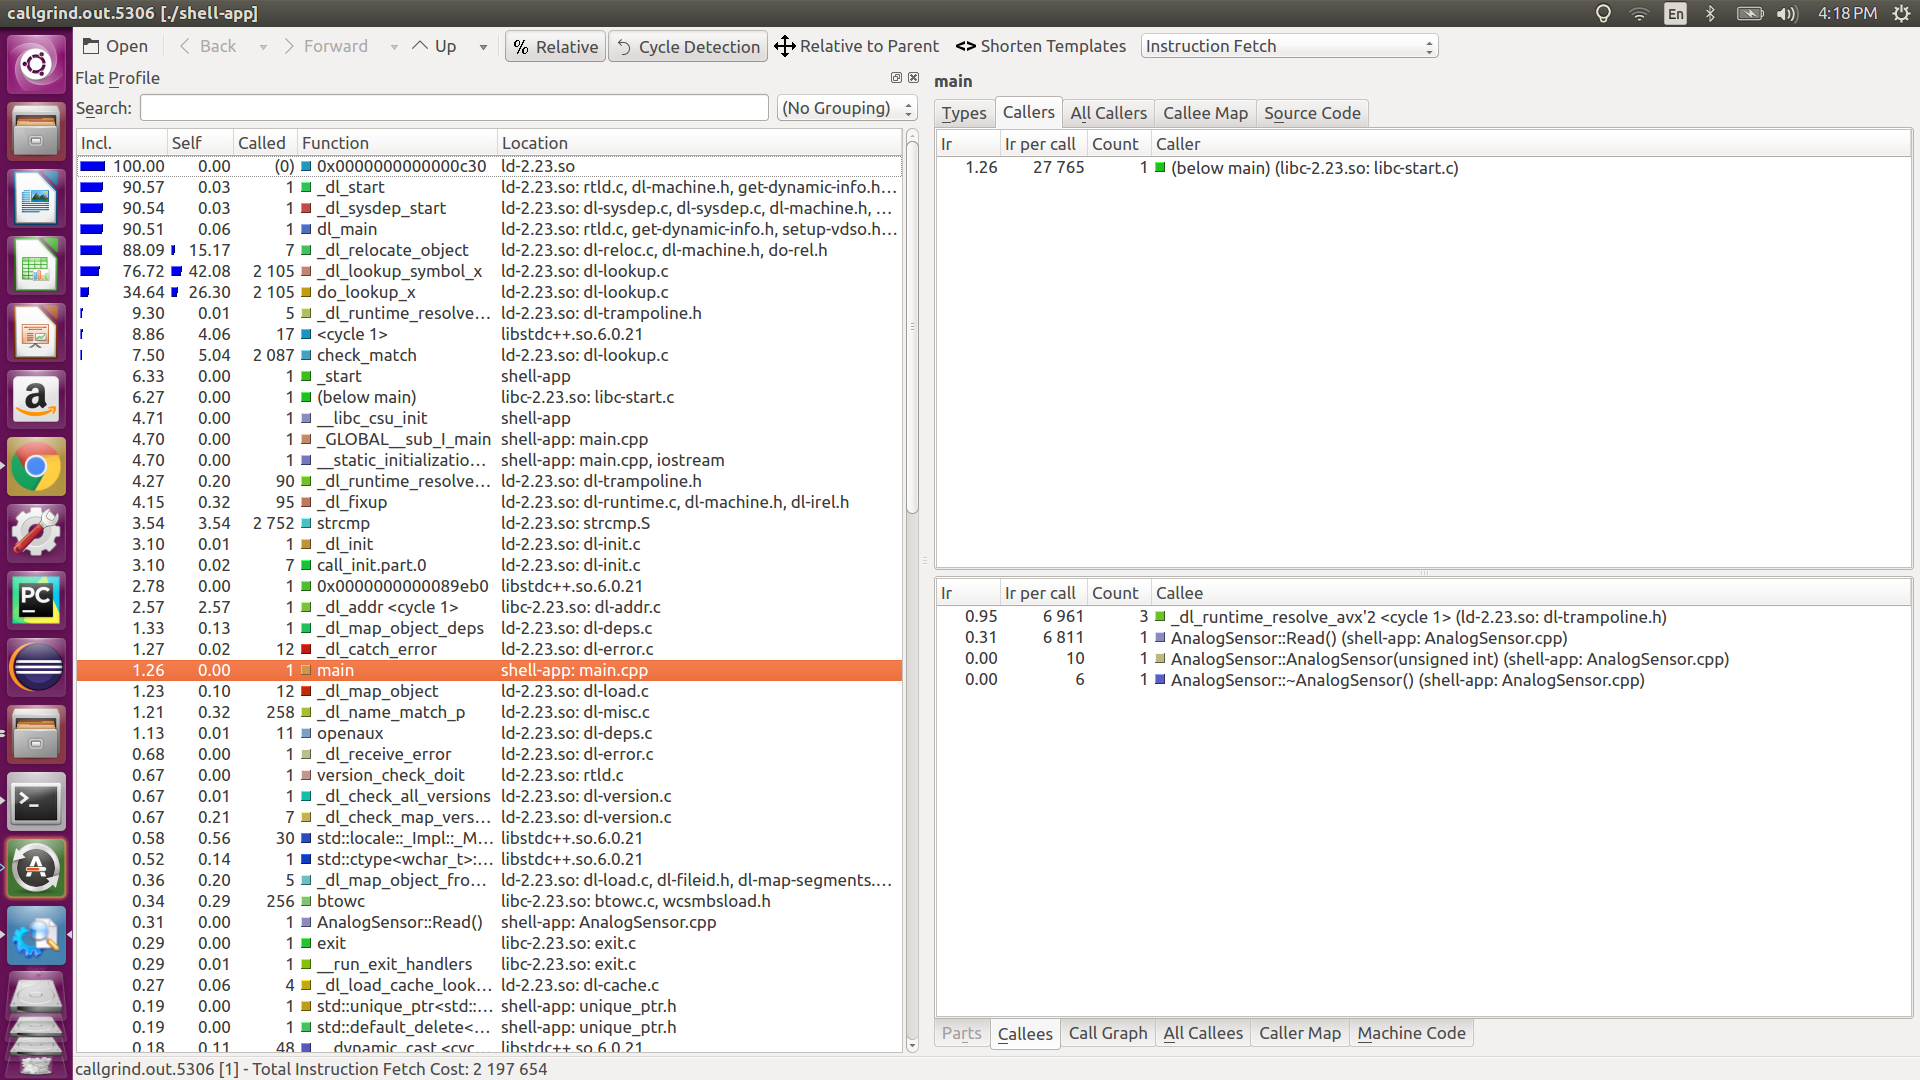 callgrind.out.5306 [./shell-app]
En
4:18 PM
Open Back Forward Up % Relative Cycle Detection Relative to Parent <> Shorten Templates Instruction Fetch
Flat Profile
Search: (No Grouping)
Incl. Self Called Function Location
100.00 0.00 (0) 0x0000000000000c30 ld-2.23.so
90.57 0.03 1 _dl_start ld-2.23.so: rtld.c, dl-machine.h, get-dynamic-info.h...
90.54 0.03 1 _dl_sysdep_start ld-2.23.so: dl-sysdep.c, dl-sysdep.c, dl-machine.h, ...
90.51 0.06 1 dl_main ld-2.23.so: rtld.c, get-dynamic-info.h, setup-vdso.h...
88.09 15.17 7 _dl_relocate_object ld-2.23.so: dl-reloc.c, dl-machine.h, do-rel.h
76.72 42.08 2 105 _dl_lookup_symbol_x ld-2.23.so: dl-lookup.c
34.64 26.30 2 105 do_lookup_x ld-2.23.so: dl-lookup.c
9.30 0.01 5 _dl_runtime_resolve... ld-2.23.so: dl-trampoline.h
8.86 4.06 17 <cycle 1> libstdc++.so.6.0.21
7.50 5.04 2 087 check_match ld-2.23.so: dl-lookup.c
6.33 0.00 1 _start shell-app
6.27 0.00 1 (below main) libc-2.23.so: libc-start.c
4.71 0.00 1 __libc_csu_init shell-app
4.70 0.00 1 _GLOBAL__sub_I_main shell-app: main.cpp
4.70 0.00 1 __static_initializatio... shell-app: main.cpp, iostream
4.27 0.20 90 _dl_runtime_resolve... ld-2.23.so: dl-trampoline.h
4.15 0.32 95 _dl_fixup ld-2.23.so: dl-runtime.c, dl-machine.h, dl-irel.h
3.54 3.54 2 752 strcmp ld-2.23.so: strcmp.S
3.10 0.01 1 _dl_init ld-2.23.so: dl-init.c
3.10 0.02 7 call_init.part.0 ld-2.23.so: dl-init.c
2.78 0.00 1 0x0000000000089eb0 libstdc++.so.6.0.21
2.57 2.57 1 _dl_addr <cycle 1> libc-2.23.so: dl-addr.c
1.33 0.13 1 _dl_map_object_deps ld-2.23.so: dl-deps.c
1.27 0.02 12 _dl_catch_error ld-2.23.so: dl-error.c
1.26 0.00 1 main shell-app: main.cpp
1.23 0.10 12 _dl_map_object ld-2.23.so: dl-load.c
1.21 0.32 258 _dl_name_match_p ld-2.23.so: dl-misc.c
1.13 0.01 11 openaux ld-2.23.so: dl-deps.c
0.68 0.00 1 _dl_receive_error ld-2.23.so: dl-error.c
0.67 0.00 1 version_check_doit ld-2.23.so: rtld.c
0.67 0.01 1 _dl_check_all_versions ld-2.23.so: dl-version.c
0.67 0.21 7 _dl_check_map_vers... ld-2.23.so: dl-version.c
0.58 0.56 30 std::locale::_Impl::_M... libstdc++.so.6.0.21
0.52 0.14 1 std::ctype<wchar_t>:... libstdc++.so.6.0.21
0.36 0.20 5 _dl_map_object_fro... ld-2.23.so: dl-load.c, dl-fileid.h, dl-map-segments....
0.34 0.29 256 btowc libc-2.23.so: btowc.c, wcsmbsload.h
0.31 0.00 1 AnalogSensor::Read() shell-app: AnalogSensor.cpp
0.29 0.00 1 exit libc-2.23.so: exit.c
0.29 0.01 1 __run_exit_handlers libc-2.23.so: exit.c
0.27 0.06 4 _dl_load_cache_look... ld-2.23.so: dl-cache.c
0.19 0.00 1 std::unique_ptr<std::... shell-app: unique_ptr.h
0.19 0.00 1 std::default_delete<... shell-app: unique_ptr.h
0.18 0.11 48 __dynamic_cast <cyc... libstdc++.so.6.0.21
main
Types Callers All Callers Callee Map Source Code
Ir Ir per call Count Caller
1.26 27 765 1 (below main) (libc-2.23.so: libc-start.c)
Ir Ir per call Count Callee
0.95 6 961 3 _dl_runtime_resolve_avx'2 <cycle 1> (ld-2.23.so: dl-trampoline.h)
0.31 6 811 1 AnalogSensor::Read() (shell-app: AnalogSensor.cpp)
0.00 10 1 AnalogSensor::AnalogSensor(unsigned int) (shell-app: AnalogSensor.cpp)
0.00 6 1 AnalogSensor::~AnalogSensor() (shell-app: AnalogSensor.cpp)
Parts Callees Call Graph All Callees Caller Map Machine Code
callgrind.out.5306 [1] - Total Instruction Fetch Cost: 2 197 654
a
PC
>_
A